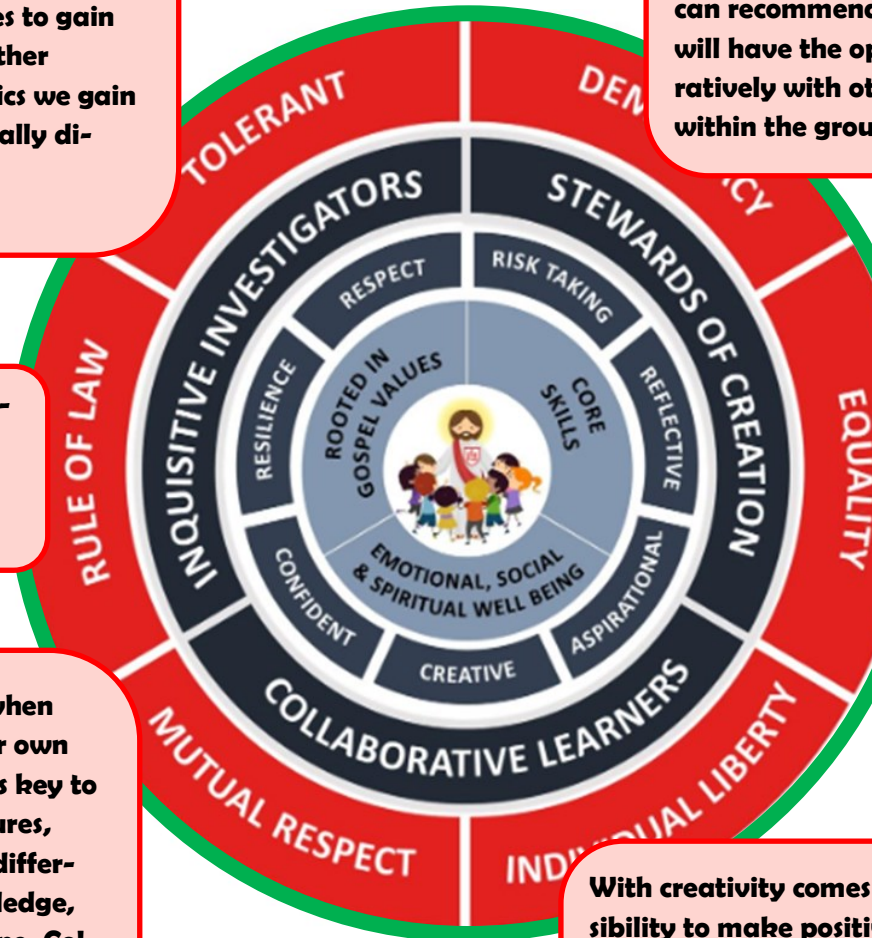 es to gain
ther
ics we gain
ally di-
can recommend
will have the op
ratively with ot
within the grou
TOLERANT
EQUALITY
MUTUAL RESPECT
RULE OF LAW
INQUISITIVE INVESTIGATORS
STEWARDS OF CREATION
COLLABORATIVE LEARNERS
RESPECT
RISK TAKING
REFLECTIVE
ASPIRATIONAL
CREATIVE
CONFIDENT
RESILIENCE
ROOTED IN
GOSPEL VALUES
CORE
SKILLS
EMOTIONAL, SOCIAL
& SPIRITUAL WELL BEING
when
r own
s key to
ures,
differ-
ledge,
With creativity comes
sibility to make positiv